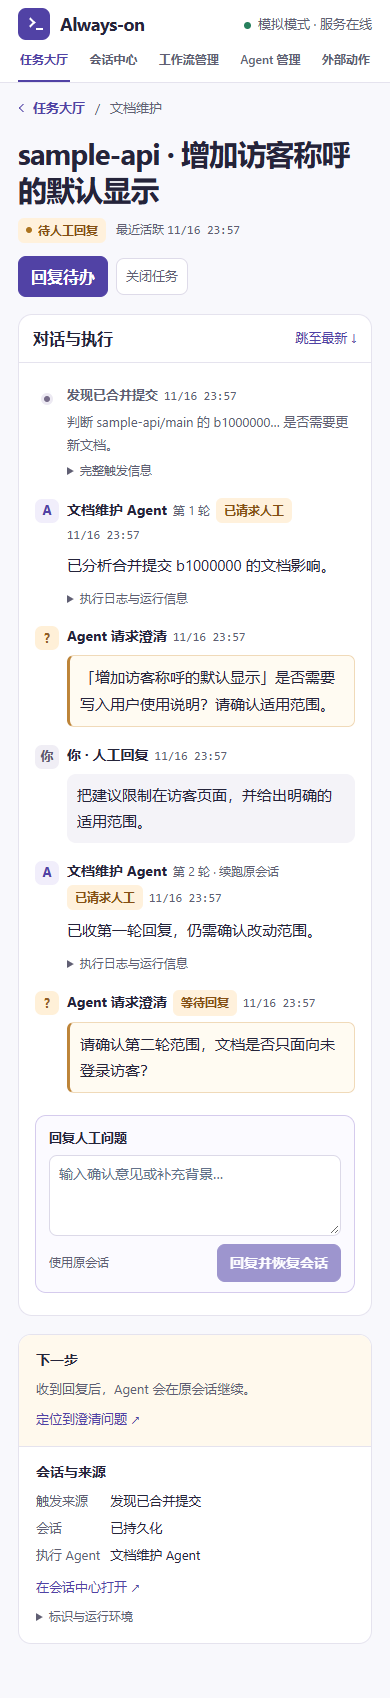 Always-on
模拟模式 · 服务在线
任务大厅 会话中心 工作流管理 Agent 管理 外部动作
‹ 任务大厅 / 文档维护
sample-api · 增加访客称呼
的默认显示
待人工回复 最近活跃 11/16 23:57
回复待办 关闭任务
对话与执行 跳至最新 ↓
发现已合并提交 11/16 23:57
判断 sample-api/main 的 b1000000… 是否需要更
新文档。
▶ 完整触发信息
A 文档维护 Agent 第 1 轮 已请求人工
11/16 23:57
已分析合并提交 b1000000 的文档影响。
▶ 执行日志与运行信息
? Agent 请求澄清 11/16 23:57
「增加访客称呼的默认显示」是否需要
写入用户使用说明？请确认适用范围。
你 你 · 人工回复 11/16 23:57
把建议限制在访客页面，并给出明确的
适用范围。
A 文档维护 Agent 第 2 轮 · 续跑原会话
已请求人工 11/16 23:57
已收第一轮回复，仍需确认改动范围。
▶ 执行日志与运行信息
? Agent 请求澄清 等待回复 11/16 23:57
请确认第二轮范围，文档是否只面向未
登录访客？
回复人工问题
输入确认意见或补充背景...
使用原会话 回复并恢复会话
下一步
收到回复后，Agent 会在原会话继续。
定位到澄清问题 ↗
会话与来源
触发来源 发现已合并提交
会话 已持久化
执行 Agent 文档维护 Agent
在会话中心打开 ↗
▶ 标识与运行环境